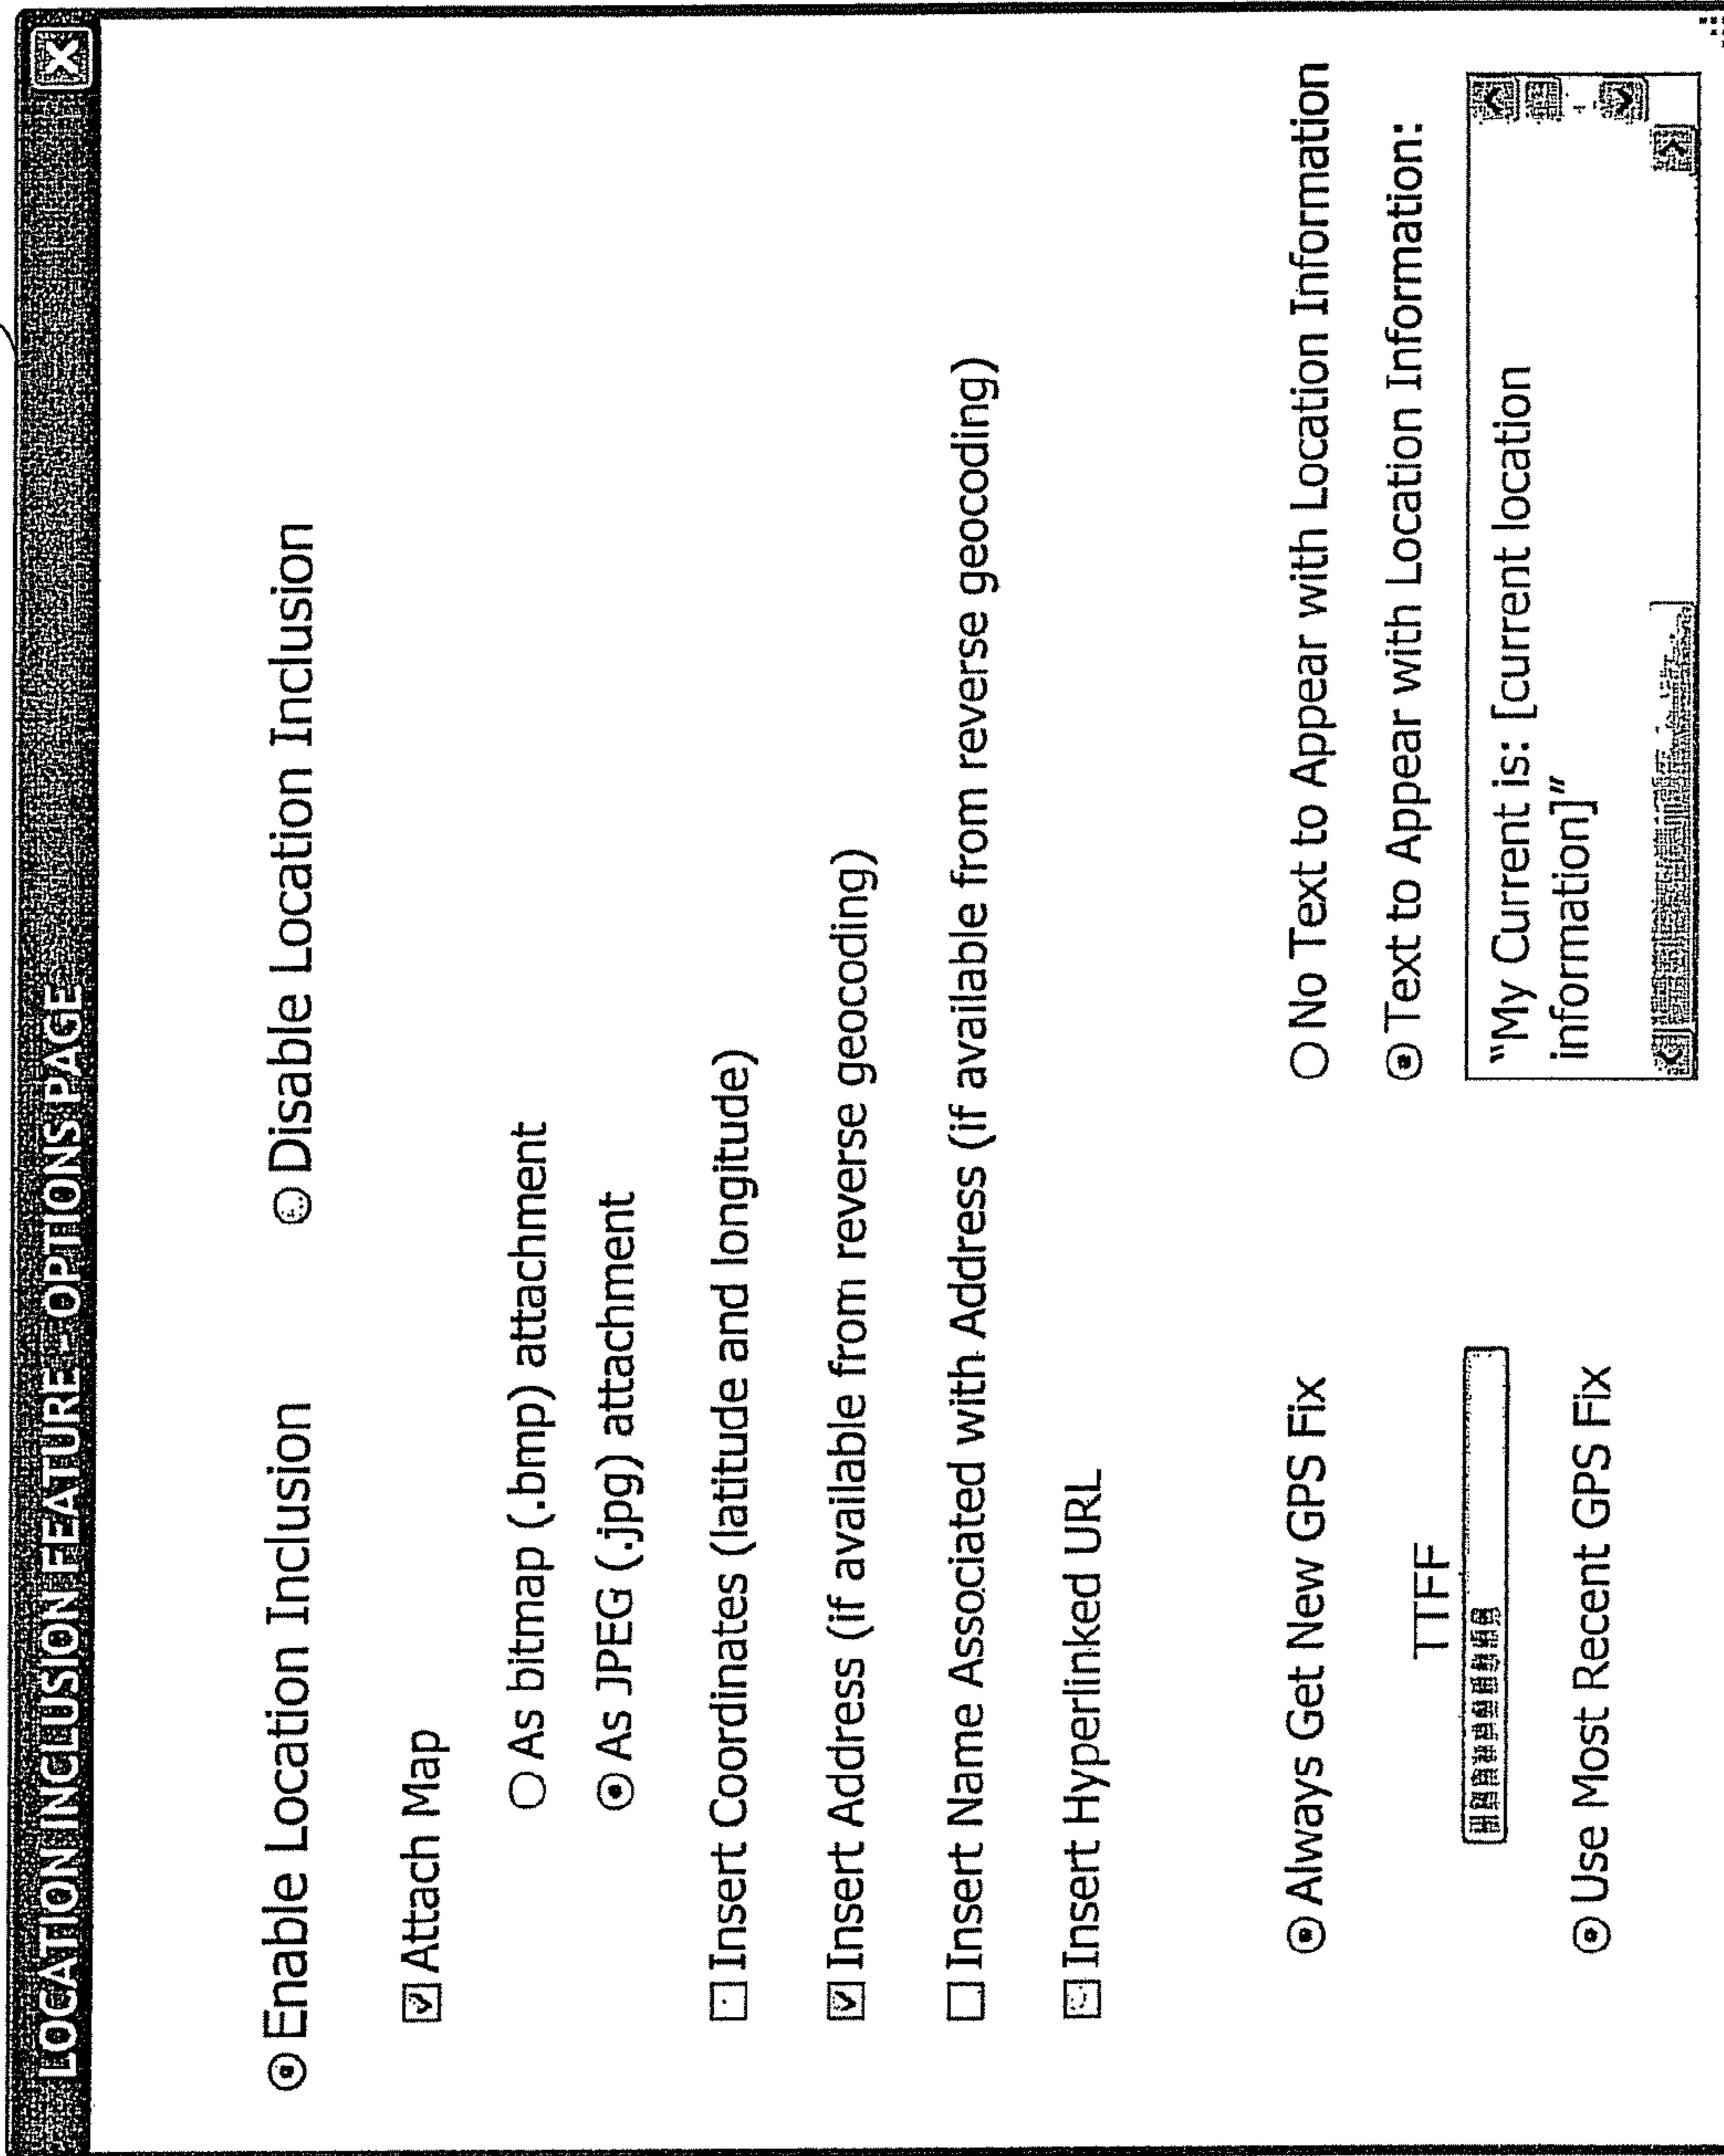 LOCATION INCLUSION FEATURE - OPTIONS PAGE
Enable Location Inclusion
Disable Location Inclusion
Attach Map
As bitmap (.bmp) attachment
As JPEG (.jpg) attachment
Insert Coordinates (latitude and longitude)
Insert Address (if available from reverse geocoding)
Insert Name Associated with Address (if available from reverse geocoding)
Insert Hyperlinked URL
Always Get New GPS Fix
TTFF
Use Most Recent GPS Fix
No Text to Appear with Location Information
Text to Appear with Location Information:
“My Current is: [current location
information]”